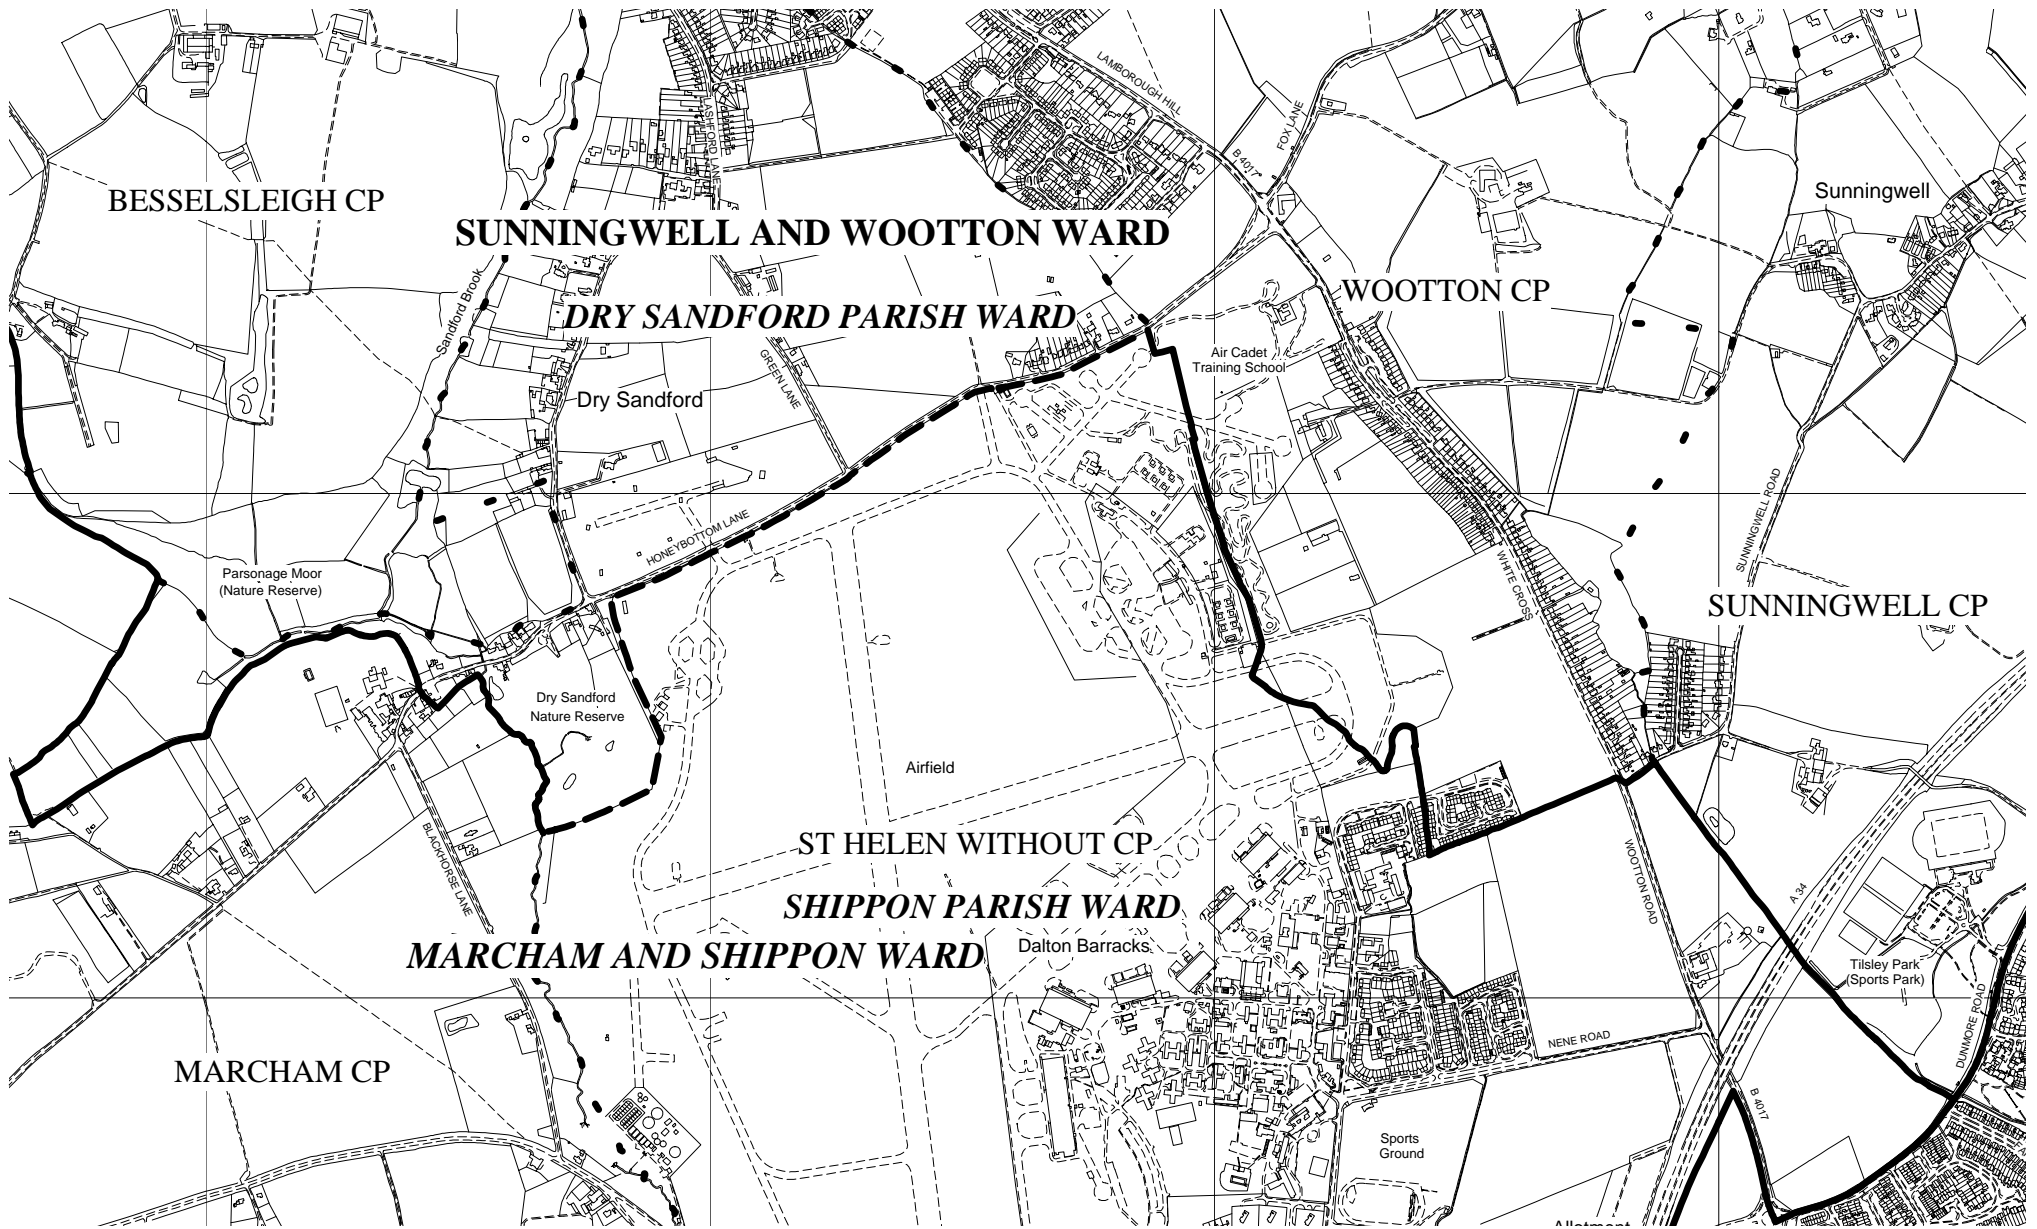 LAMBOROUGH HILL
LASHFORD LANE
FOX LANE
B 4017
BESSELSLEIGH CP
Sunningwell
SUNNINGWELL AND WOOTTON WARD
Sandford Brook
WOOTTON CP
DRY SANDFORD PARISH WARD
Air Cadet
Training School
GREEN LANE
Dry Sandford
HONEYBOTTOM LANE
SUNNINGWELL ROAD
Parsonage Moor
(Nature Reserve)
WHITE CROSS
SUNNINGWELL CP
Dry Sandford
Nature Reserve
Airfield
BLACKHORSE LANE
ST HELEN WITHOUT CP
WOOTTON ROAD
A 34
SHIPPON PARISH WARD
MARCHAM AND SHIPPON WARD
Dalton Barracks
Tilsley Park
(Sports Park)
DUNMORE ROAD
NENE ROAD
MARCHAM CP
B 4017
Sports
Ground
Allotment